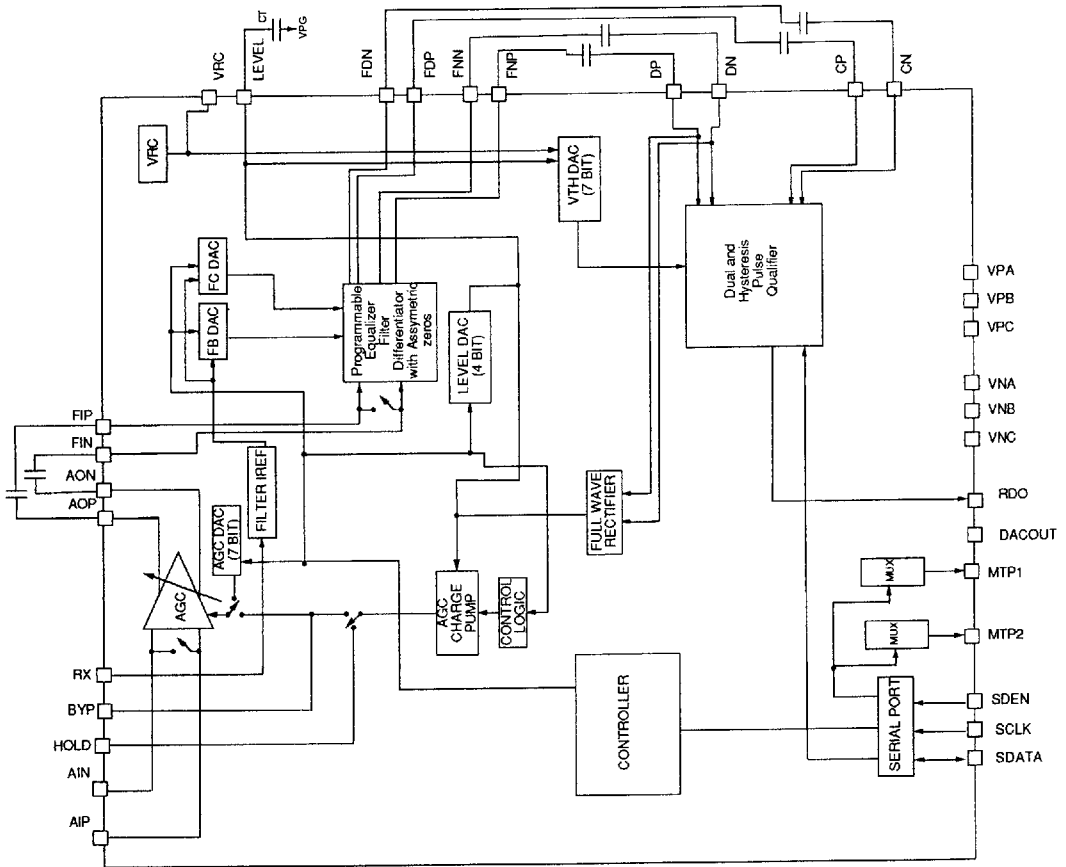 CT
VPG
VRC
LEVEL
FDN
FDP
FNN
FNP
DP
DN
CP
CN
VRC
VTH DAC
(7 BIT)
FC DAC
FB DAC
Programmable
Equalizer
Filter
Differentiator
with Assymetric
zeros
LEVEL DAC
(4 BIT)
Dual and
Hysteresis
Pulse
Qualifier
VPA
VPB
VPC
VNA
VNB
VNC
FIP
FIN
AON
AOP
FILTER IREF
AGC DAC
(7 BIT)
AGC
FULL WAVE
RECTIFIER
AGC
CHARGE
PUMP
CONTROL
LOGIC
RDO
DACOUT
MUX
MTP1
MUX
MTP2
RX
BYP
HOLD
AIN
AIP
CONTROLLER
SERIAL PORT
SDEN
SCLK
SDATA